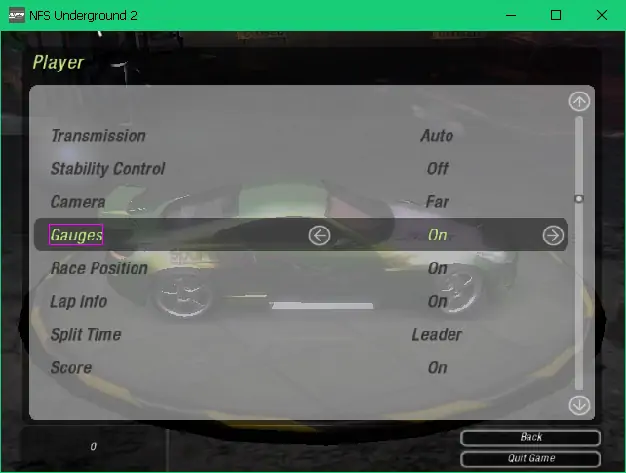 NFS Underground 2
Player
Transmission Auto
Stability Control Off
Camera Far
Gauges On
Race Position On
Lap Info On
Split Time Leader
Score On
0
Back
Quit Game